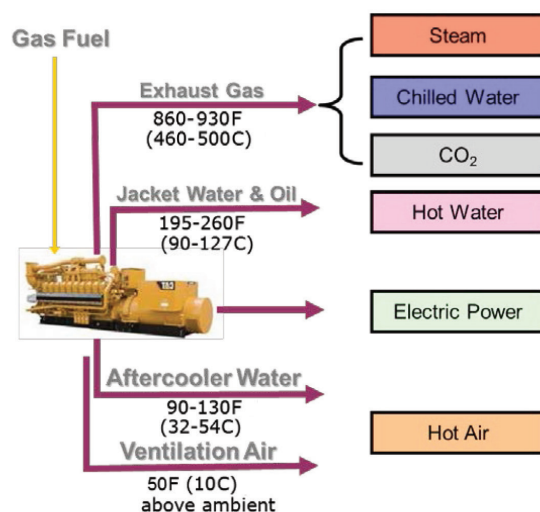 Gas Fuel
Steam
Exhaust Gas
860-930F
(460-500C)
Chilled Water
CO₂
Jacket Water & Oil
195-260F
(90-127C)
Hot Water
CAT
Electric Power
Aftercooler Water
90-130F
(32-54C)
Hot Air
Ventilation Air
50F (10C)
above ambient